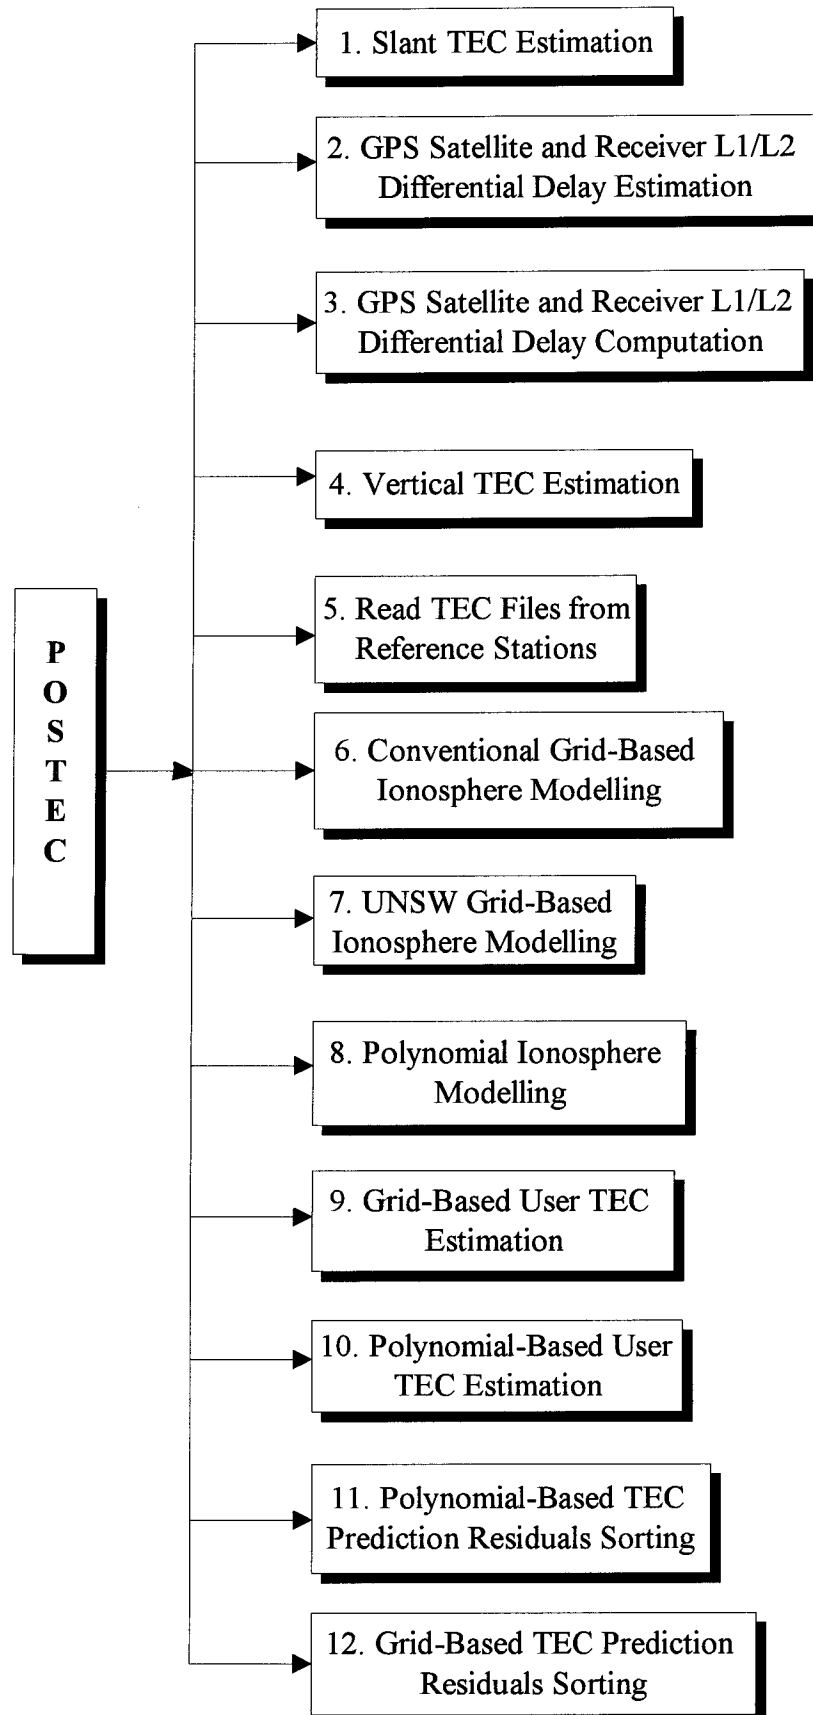 1. Slant TEC Estimation
2. GPS Satellite and Receiver L1/L2
Differential Delay Estimation
3. GPS Satellite and Receiver L1/L2
Differential Delay Computation
4. Vertical TEC Estimation
5. Read TEC Files from
Reference Stations
P
O
S
T
E
C
6. Conventional Grid-Based
Ionosphere Modelling
7. UNSW Grid-Based
Ionosphere Modelling
8. Polynomial Ionosphere
Modelling
9. Grid-Based User TEC
Estimation
10. Polynomial-Based User
TEC Estimation
11. Polynomial-Based TEC
Prediction Residuals Sorting
12. Grid-Based TEC Prediction
Residuals Sorting